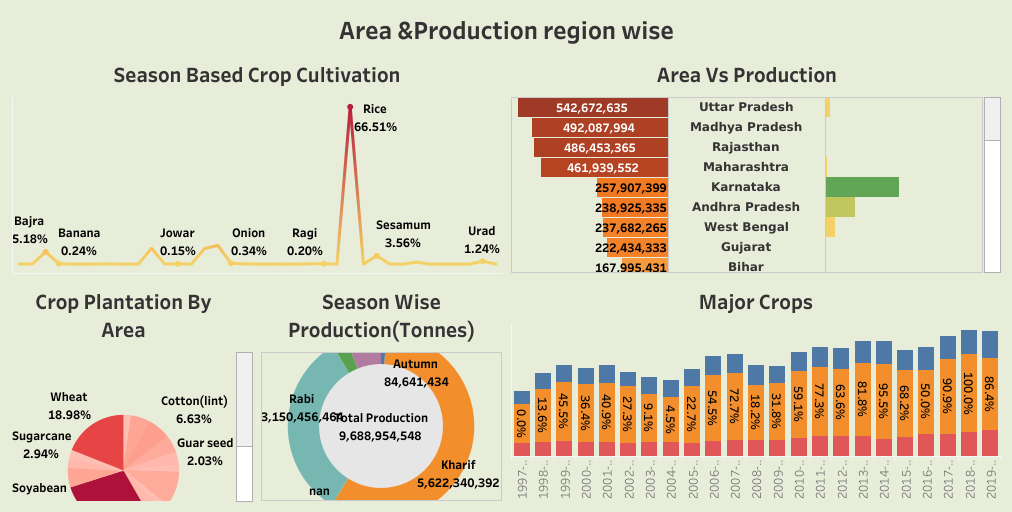 Area &Production region wise
Season Based Crop Cultivation
Rice
66.51%
Bajra
5.18%
Banana
0.24%
Jowar
0.15%
Onion
0.34%
Ragi
0.20%
Sesamum
3.56%
Urad
1.24%
Area Vs Production
542,672,635 Uttar Pradesh
492,087,994 Madhya Pradesh
486,453,365 Rajasthan
461,939,552 Maharashtra
257,907,399 Karnataka
238,925,335 Andhra Pradesh
237,682,265 West Bengal
222,434,333 Gujarat
167,995,431 Bihar
Crop Plantation By
Area
Wheat
18.98%
Cotton(lint)
6.63%
Sugarcane
2.94%
Guar seed
2.03%
Soyabean
Season Wise
Production(Tonnes)
Autumn
84,641,434
Rabi
3,150,456,464
Total Production
9,688,954,548
Kharif
5,622,340,392
nan
Major Crops
0.0% 13.6% 45.5% 36.4% 40.9% 27.3% 9.1% 4.5% 22.7% 54.5% 72.7% 18.2% 31.8% 59.1% 77.3% 63.6% 81.8% 95.5% 68.2% 50.0% 90.9% 100.0% 86.4%
1997-.. 1998-.. 1999-.. 2000-.. 2001-.. 2002-.. 2003-.. 2004-.. 2005-.. 2006-.. 2007-.. 2008-.. 2009-.. 2010-.. 2011-.. 2012-.. 2013-.. 2014-.. 2015-.. 2016-.. 2017-.. 2018-.. 2019-..